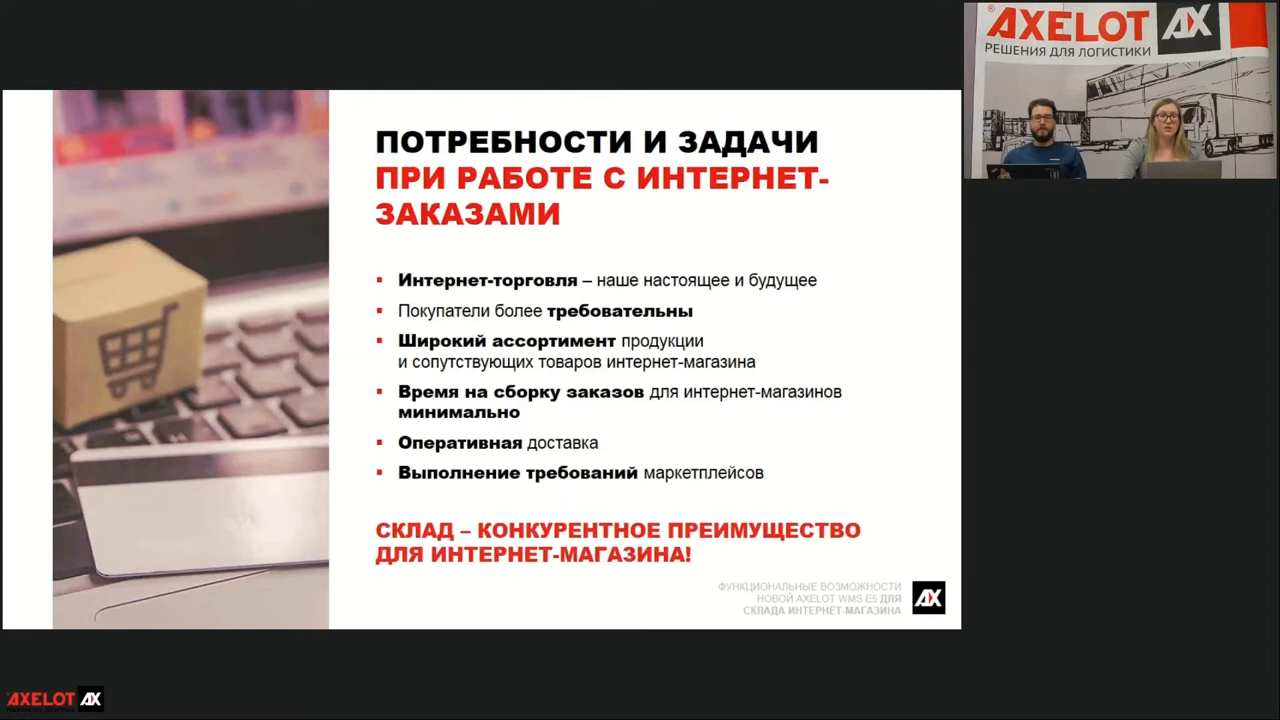 ПОТРЕБНОСТИ И ЗАДАЧИ
ПРИ РАБОТЕ С ИНТЕРНЕТ-
ЗАКАЗАМИ
▪ Интернет-торговля – наше настоящее и будущее
▪ Покупатели более требовательны
▪ Широкий ассортимент продукции
и сопутствующих товаров интернет-магазина
▪ Время на сборку заказов для интернет-магазинов
минимально
▪ Оперативная доставка
▪ Выполнение требований маркетплейсов
СКЛАД – КОНКУРЕНТНОЕ ПРЕИМУЩЕСТВО
ДЛЯ ИНТЕРНЕТ-МАГАЗИНА!
ФУНКЦИОНАЛЬНЫЕ ВОЗМОЖНОСТИ
НОВОЙ AXELOT WMS E5 ДЛЯ
СКЛАДА ИНТЕРНЕТ-МАГАЗИНА
AX
®AXELOT AX
РЕШЕНИЯ ДЛЯ ЛОГИСТИКИ
®AXELOT AX